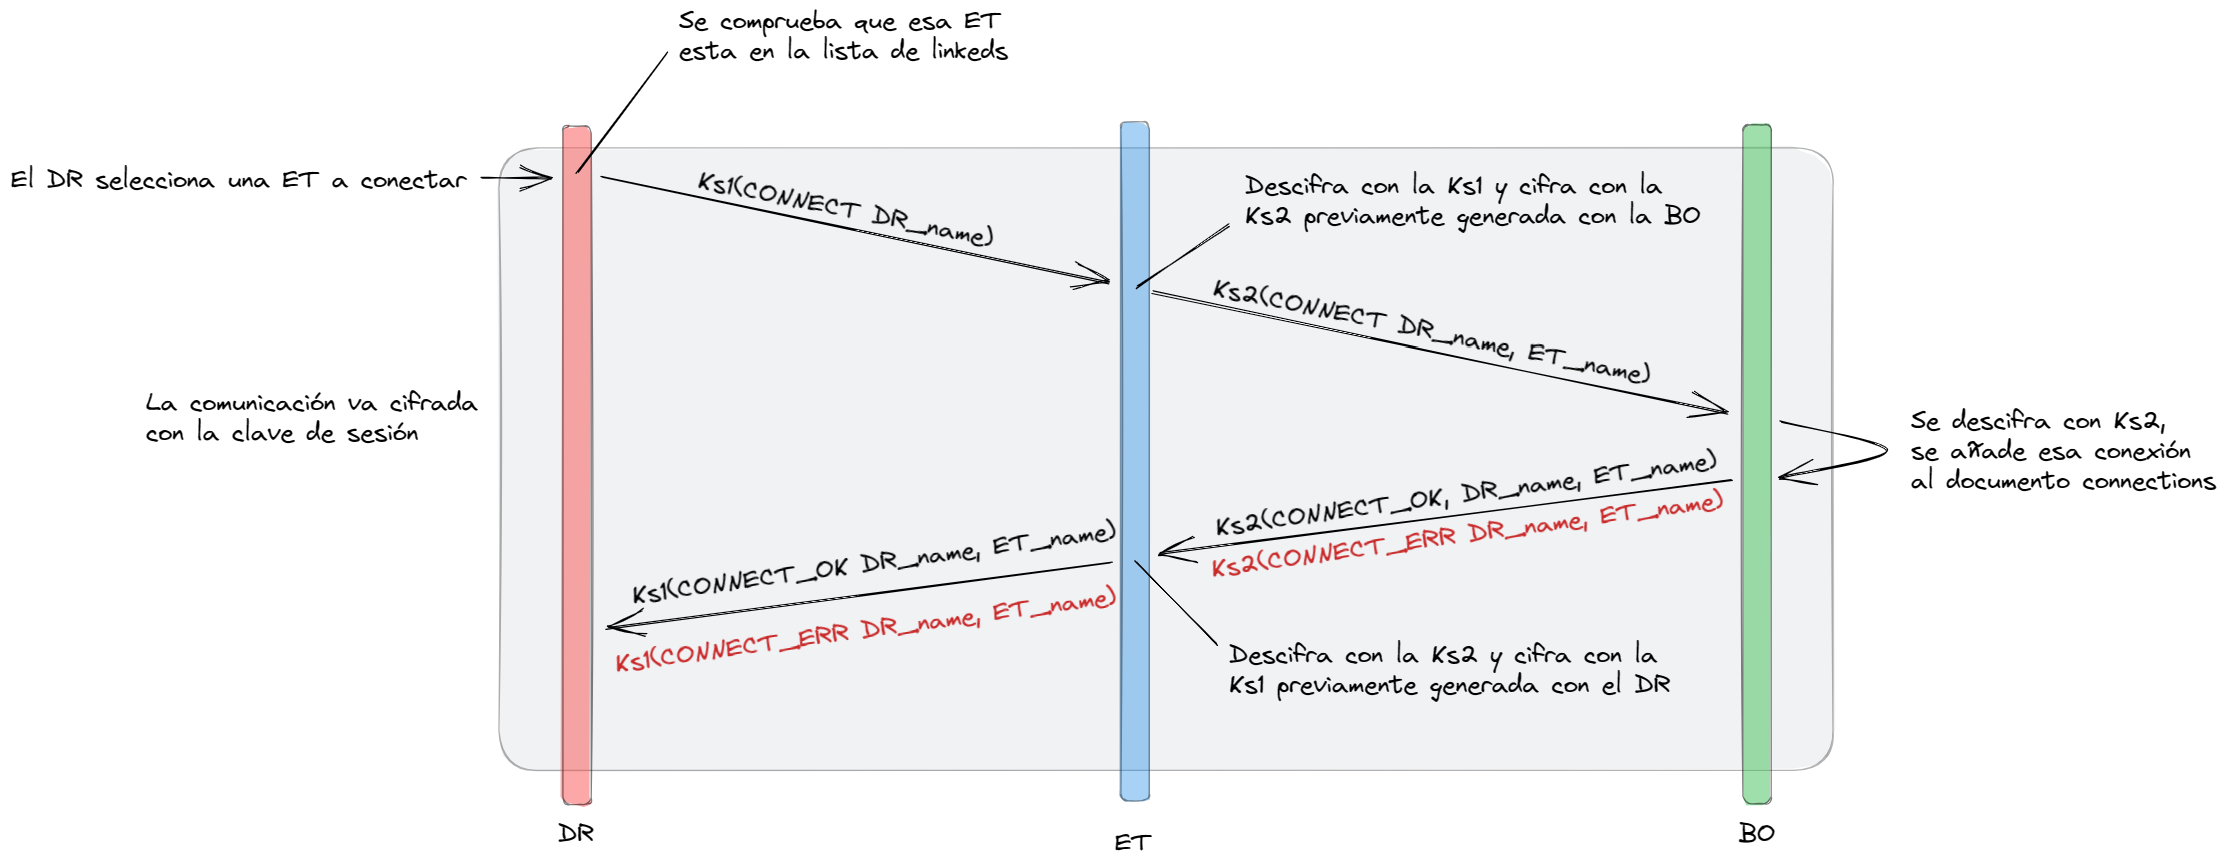 Se comprueba que esa ET
esta en la lista de linkeds
El DR selecciona una ET a conectar
Ks1(CONNECT DR_name)
Descifra con la Ks1 y cifra con la
Ks2 previamente generada con la BO
Ks2(CONNECT DR_name, ET_name)
La comunicación va cifrada
con la clave de sesión
Se descifra con Ks2,
se añade esa conexión
al documento connections
Ks2(CONNECT_OK, DR_name, ET_name)
Ks2(CONNECT_ERR DR_name, ET_name)
Ks1(CONNECT_OK DR_name, ET_name)
Ks1(CONNECT_ERR DR_name, ET_name)
Descifra con la Ks2 y cifra con la
Ks1 previamente generada con el DR
DR
ET
BO